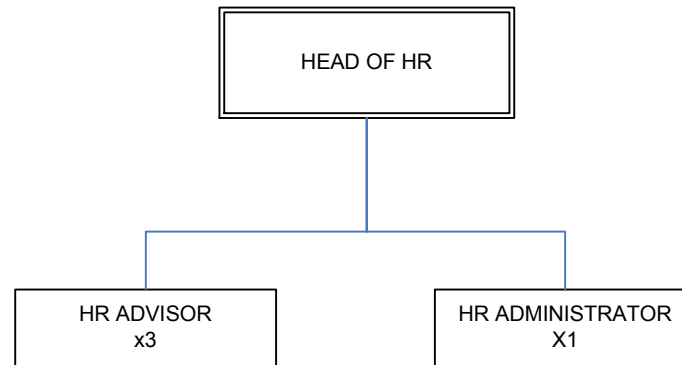 HEAD OF HR
HR ADVISOR
x3
HR ADMINISTRATOR
X1